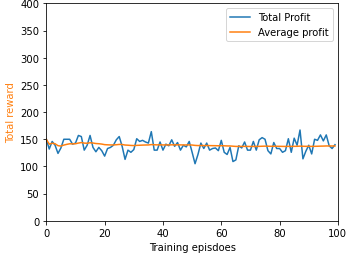 400
350
300
250
200
150
100
50
0
Total reward
Total Profit
Average profit
0 20 40 60 80 100
Training episdoes